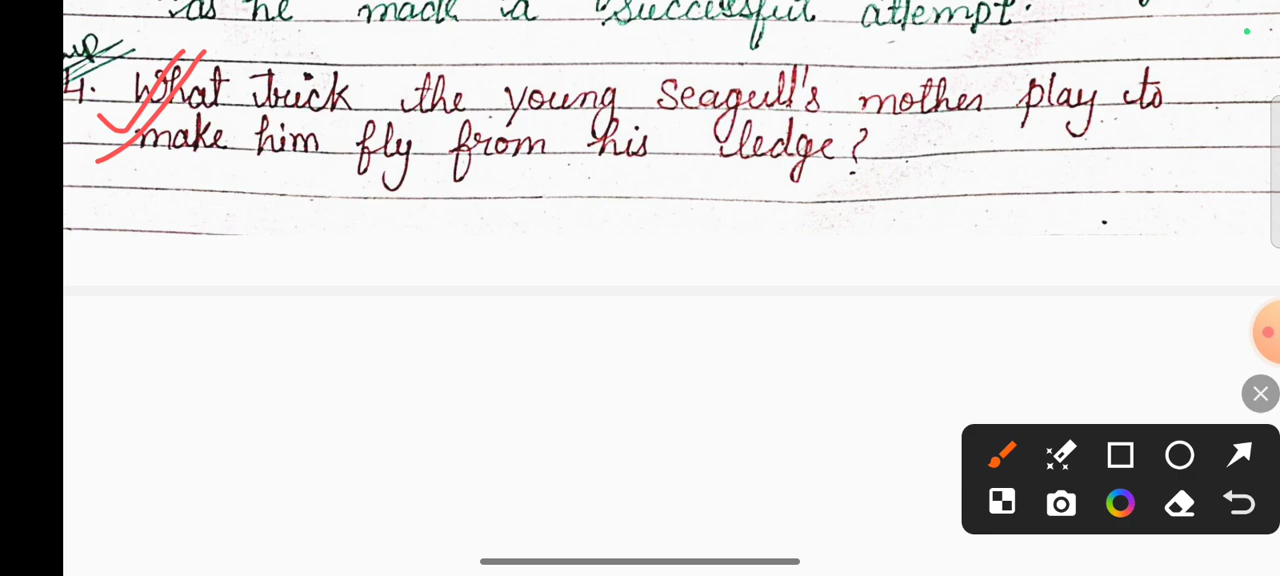 as he made a successful attempt.
imp
4. What trick the young Seagull's mother play to
make him fly from his ledge?